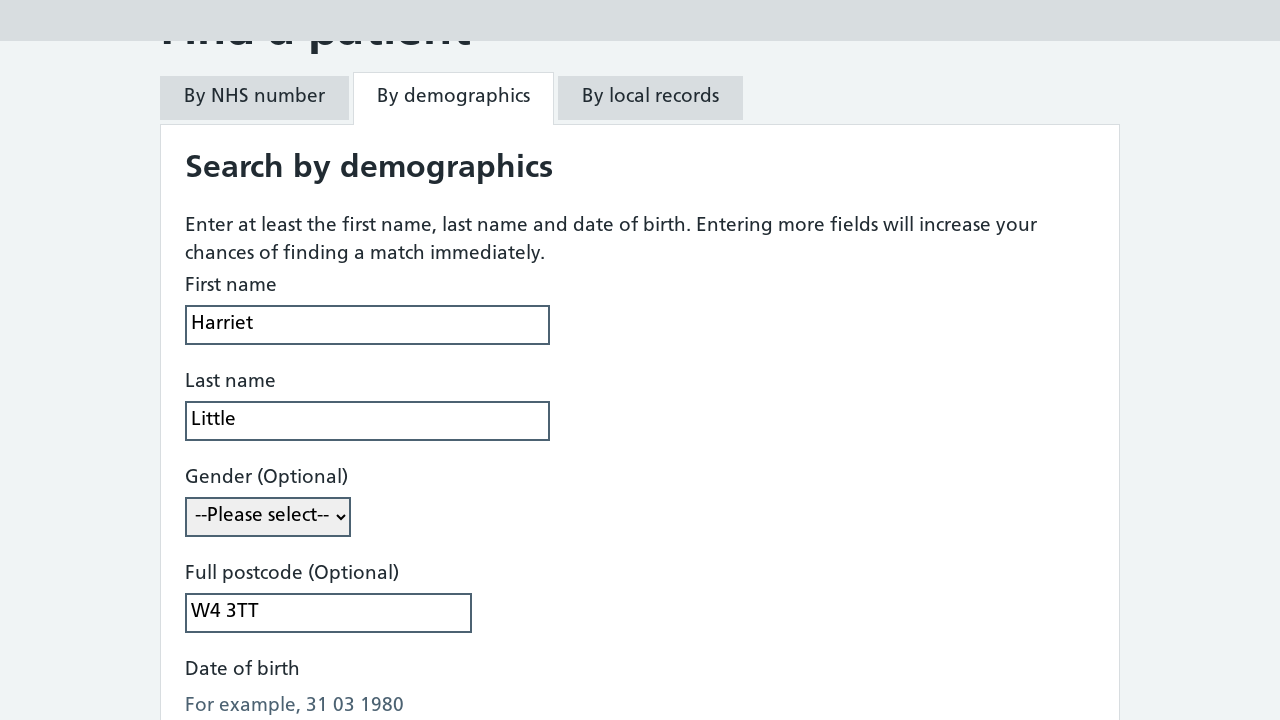 Find a patient
By NHS number
By demographics
By local records
Search by demographics
Enter at least the first name, last name and date of birth. Entering more fields will increase your
chances of finding a match immediately.
First name
Harriet
Last name
Little
Gender (Optional)
--Please select--
Full postcode (Optional)
W4 3TT
Date of birth
For example, 31 03 1980